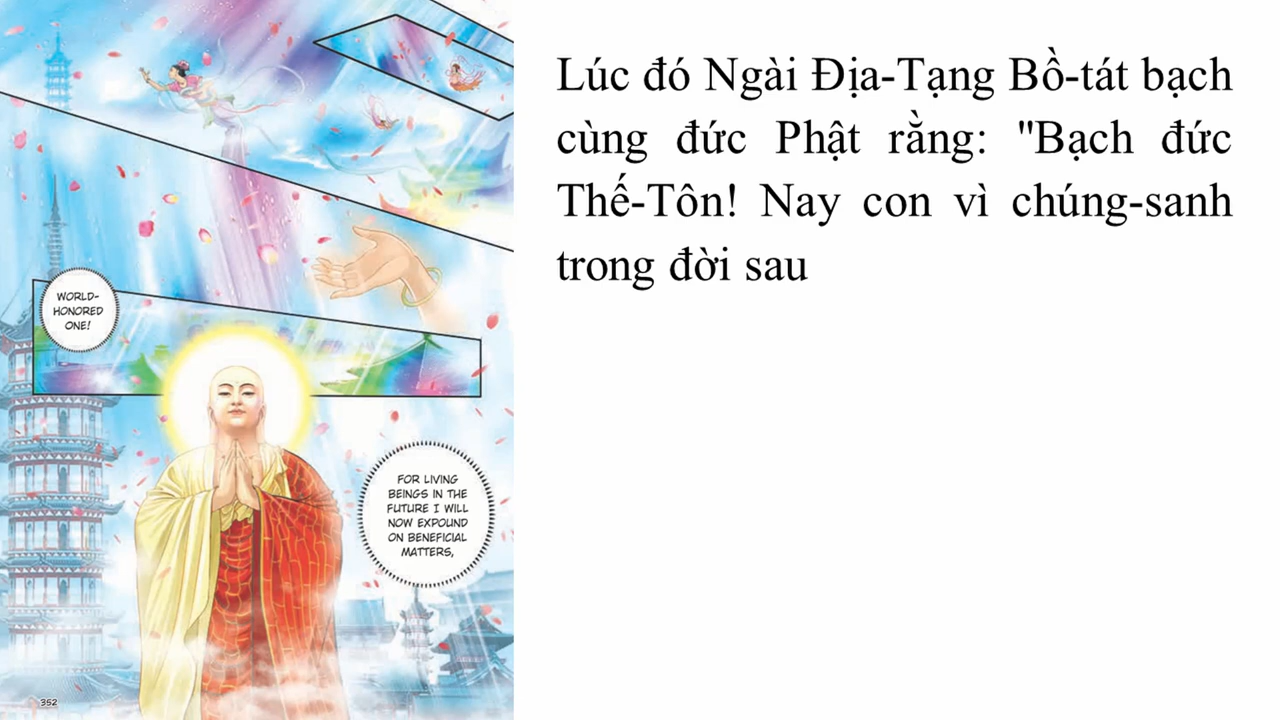 WORLD-
HONORED
ONE!
FOR LIVING
BEINGS IN THE
FUTURE I WILL
NOW EXPOUND
ON BENEFICIAL
MATTERS,
352
Lúc đó Ngài Địa-Tạng Bồ-tát bạch
cùng đức Phật rằng: "Bạch đức
Thế-Tôn! Nay con vì chúng-sanh
trong đời sau